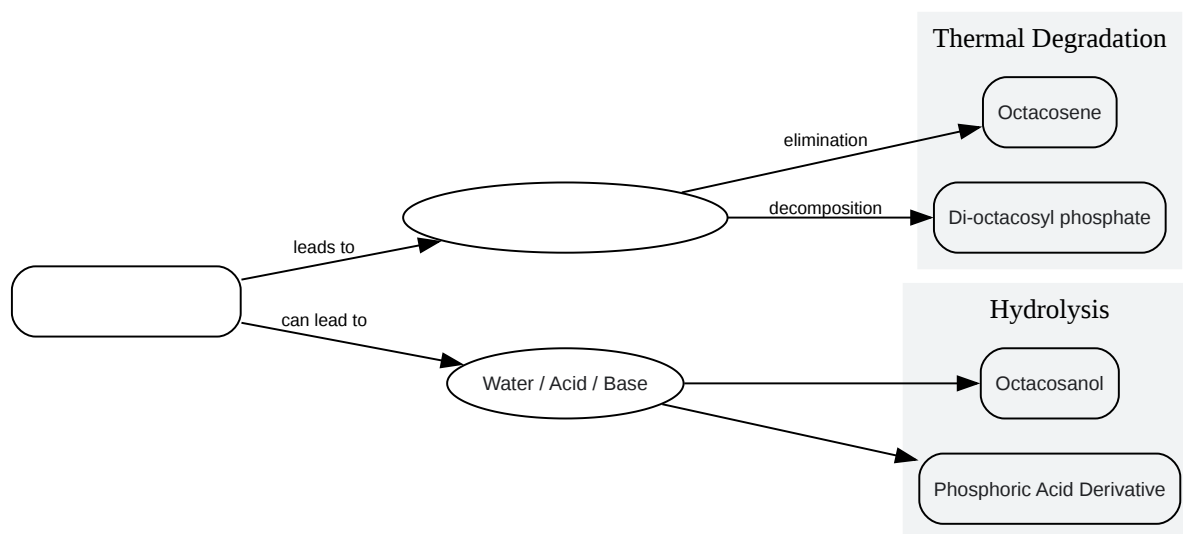 Thermal Degradation
Octacosene
elimination
decomposition
Di-octacosyl phosphate
leads to
can lead to
Hydrolysis
Water / Acid / Base
Octacosanol
Phosphoric Acid Derivative